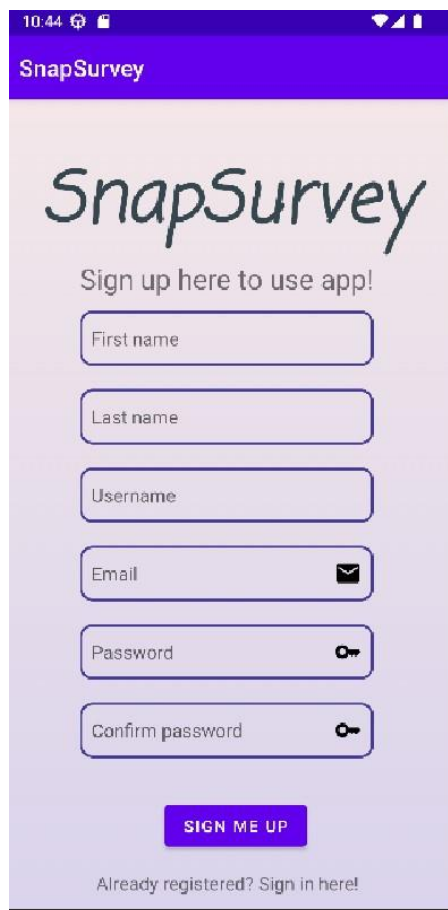 10:44
SnapSurvey
SnapSurvey
Sign up here to use app!
First name
Last name
Username
Email
Password
Confirm password
SIGN ME UP
Already registered? Sign in here!